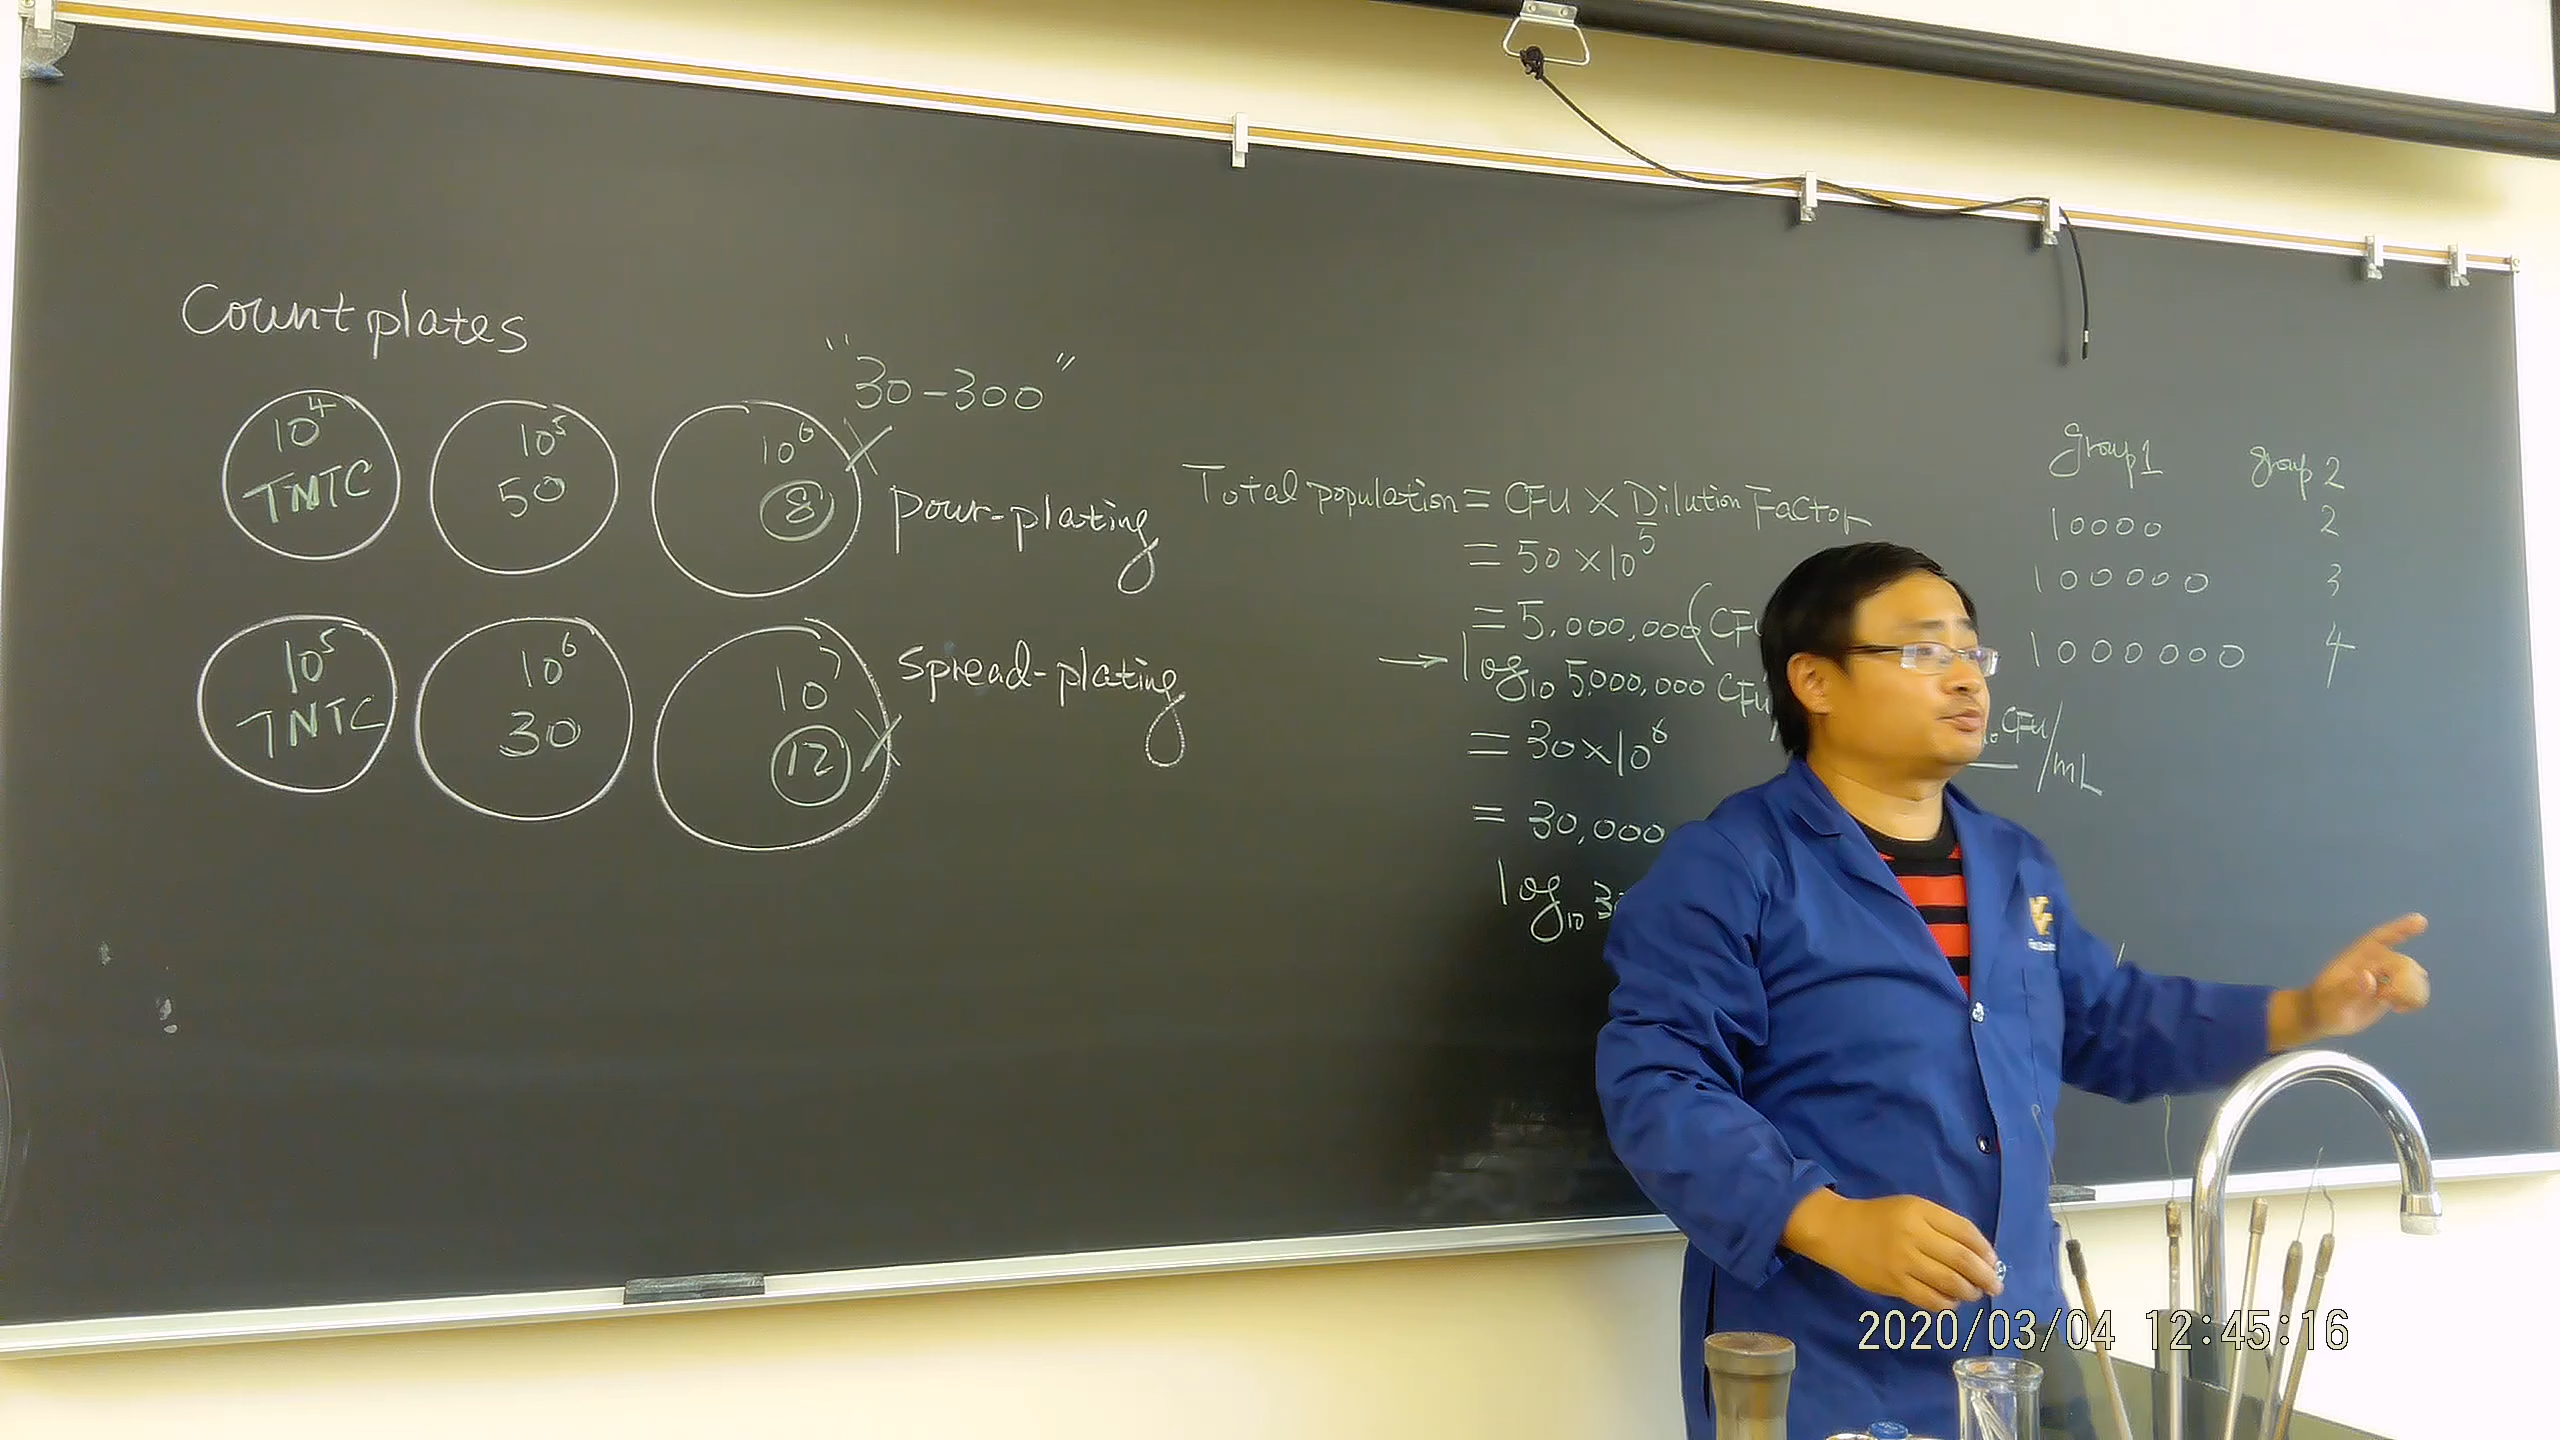 Count plates
"30-300"
10⁴
TNTC
10⁵
50
10⁶
8
X
pour-plating
10⁵
TNTC
10⁶
30
10⁷
12
X
spread-plating
Total population = CFU × Dilution Factor
= 50 × 10⁵
= 5,000,000 (CFU
→ log₁₀ 5,000,000 CFU
= 30 × 10⁶
= 30,000
log₁₀ 3
CFU/mL
group 1 group 2
10000 2
100000 3
1000000 4
2020/03/04 12:45:16